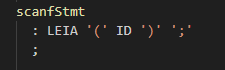 scanfStmt
: LEIA '(' ID ')' ';'
;